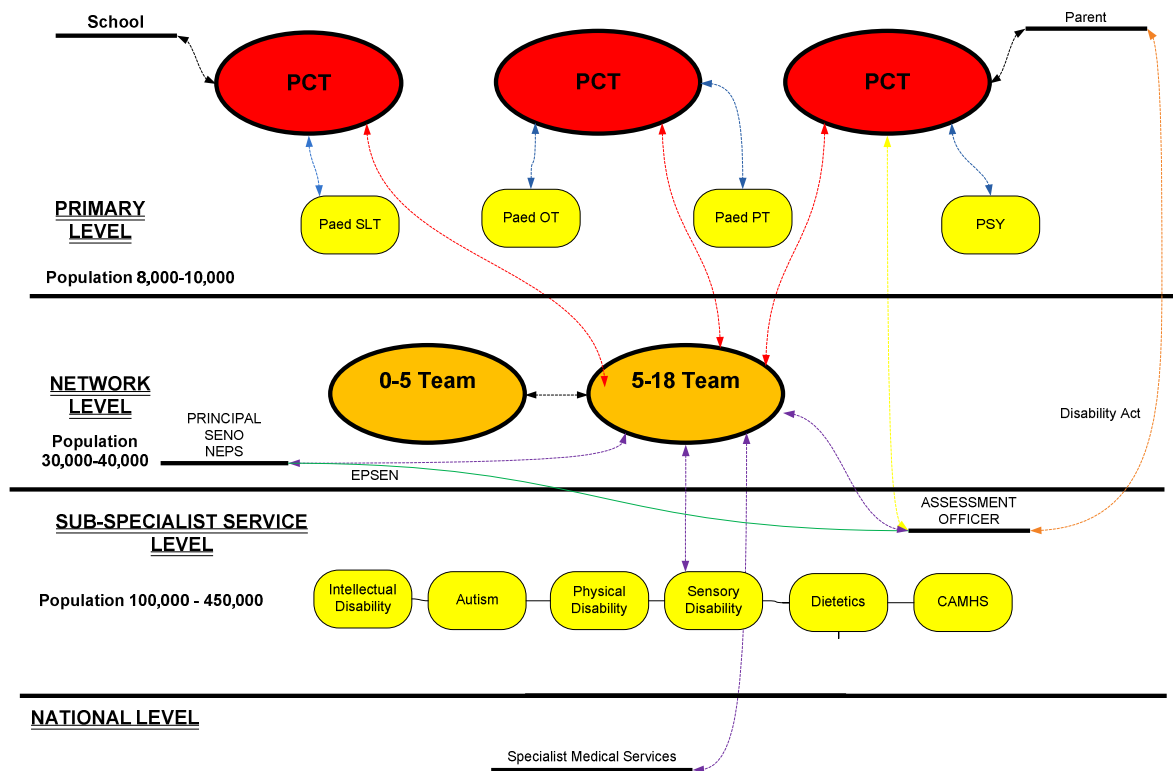 School
Parent
PCT
PCT
PCT
Paed SLT
Paed OT
Paed PT
PSY
PRIMARY
LEVEL
Population 8,000-10,000
0-5 Team
5-18 Team
NETWORK
LEVEL
Population
30,000-40,000
PRINCIPAL
SENO
NEPS
EPSEN
Disability Act
SUB-SPECIALIST SERVICE
LEVEL
ASSESSMENT
OFFICER
Population 100,000 - 450,000
Intellectual
Disability
Autism
Physical
Disability
Sensory
Disability
Dietetics
CAMHS
NATIONAL LEVEL
Specialist Medical Services